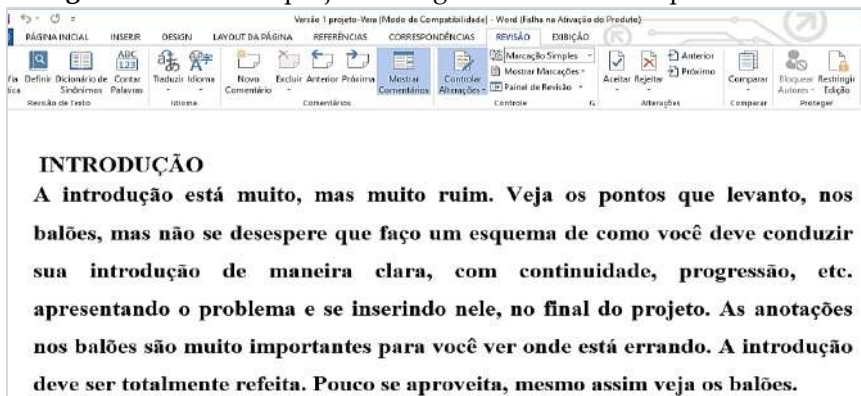 Versão 1 projeto-Vera [Modo de Compatibilidade] - Word (Falha na Ativação do Produto)
PÁGINA INICIAL INSERIR DESIGN LAYOUT DA PÁGINA REFERÊNCIAS CORRESPONDÊNCIAS REVISÃO EXIBIÇÃO
ABC
123
Definir Dicionário de Sinônimos Contar Palavras Traduzir Idioma Novo Comentário Excluir Anterior Próximo Mostrar Comentários Controlar Alterações Marcação Simples
Mostrar Marcações
Painel de Revisão
Aceitar Rejeitar Anterior
Próximo
Comparar Bloquear Autores Restringir Edição
Revisão de Texto Idioma Comentários Controle Alterações Comparar Proteger
INTRODUÇÃO
A introdução está muito, mas muito ruim. Veja os pontos que levanto, nos
balões, mas não se desespere que faço um esquema de como você deve conduzir
sua introdução de maneira clara, com continuidade, progressão, etc.
apresentando o problema e se inserindo nele, no final do projeto. As anotações
nos balões são muito importantes para você ver onde está errando. A introdução
deve ser totalmente refeita. Pouco se aproveita, mesmo assim veja os balões.